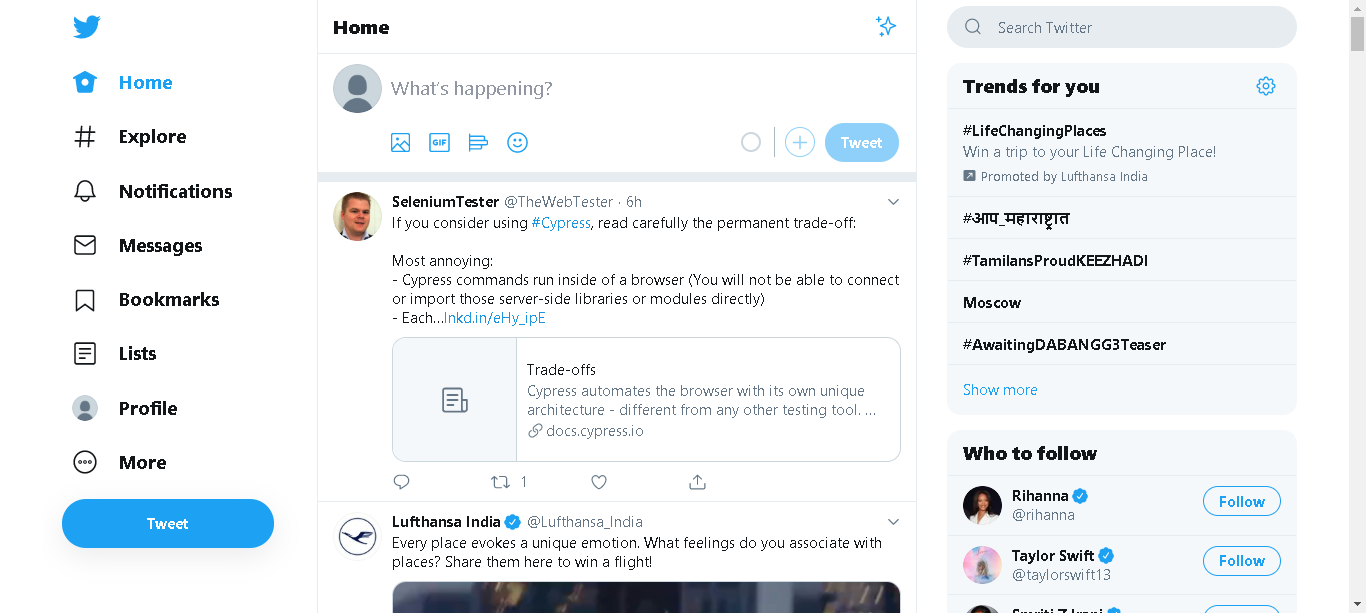 Home
Explore
Notifications
Messages
Bookmarks
Lists
Profile
More
Tweet
Home
What's happening?
GIF
Tweet
SeleniumTester @TheWebTester · 6h
If you consider using #Cypress, read carefully the permanent trade-off:
Most annoying:
- Cypress commands run inside of a browser (You will not be able to connect
or import those server-side libraries or modules directly)
- Each...lnkd.in/eHy_ipE
Trade-offs
Cypress automates the browser with its own unique
architecture - different from any other testing tool. ...
docs.cypress.io
1
Lufthansa India @Lufthansa_India
Every place evokes a unique emotion. What feelings do you associate with
places? Share them here to win a flight!
Search Twitter
Trends for you
#LifeChangingPlaces
Win a trip to your Life Changing Place!
Promoted by Lufthansa India
#आप_महाराष्ट्रात
#TamilansProudKEEZHADI
Moscow
#AwaitingDABANGG3Teaser
Show more
Who to follow
Rihanna
@rihanna
Follow
Taylor Swift
@taylorswift13
Follow